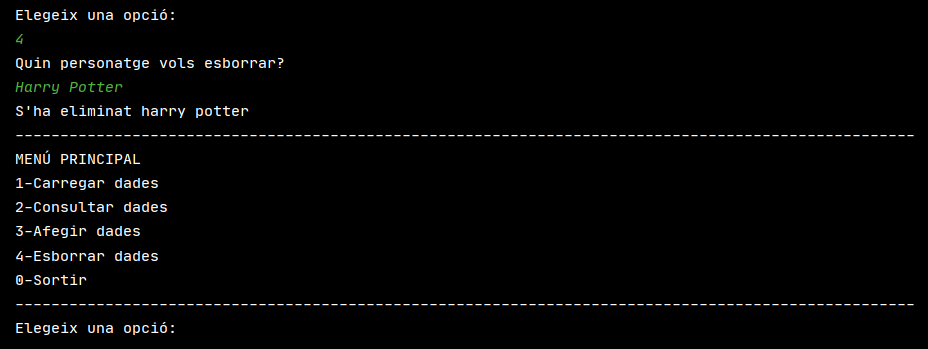 Elegeix una opció:
4
Quin personatge vols esborrar?
Harry Potter
S'ha eliminat harry potter
----------------------------------------------------------------------------------------------------
MENÚ PRINCIPAL
1-Carregar dades
2-Consultar dades
3-Afegir dades
4-Esborrar dades
0-Sortir
----------------------------------------------------------------------------------------------------
Elegeix una opció: